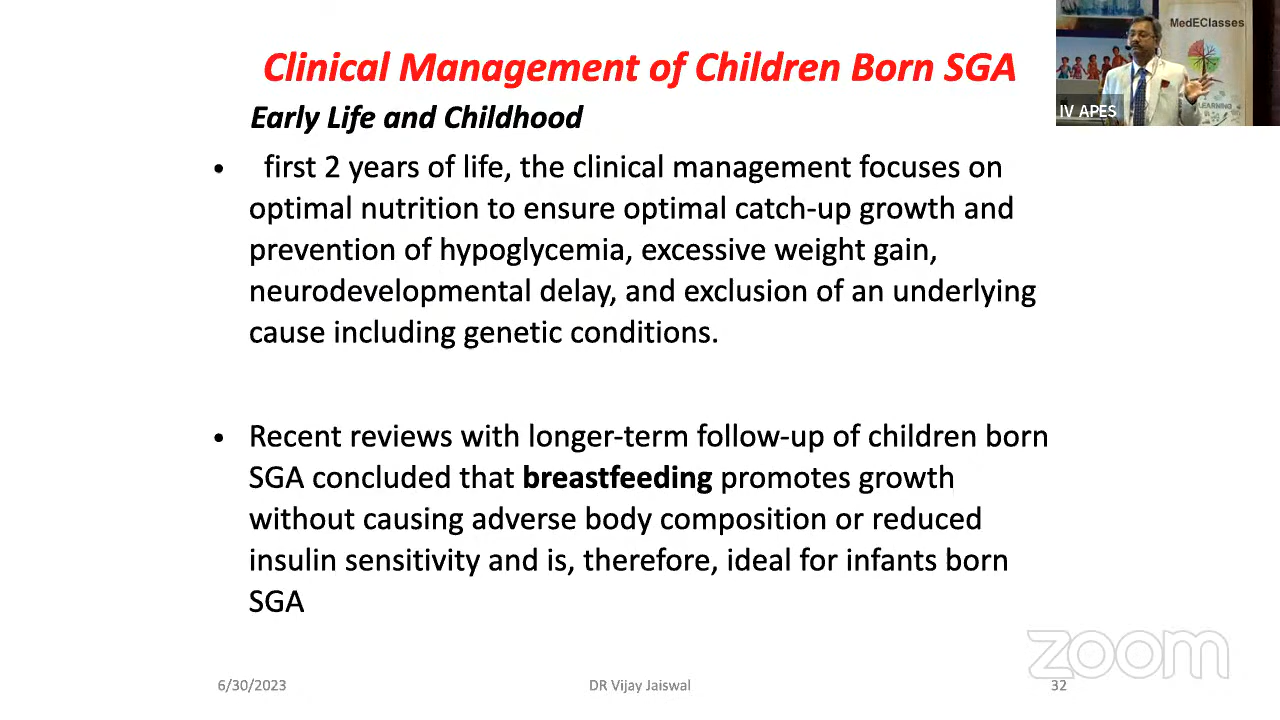 Clinical Management of Children Born SGA
Early Life and Childhood
• first 2 years of life, the clinical management focuses on
optimal nutrition to ensure optimal catch-up growth and
prevention of hypoglycemia, excessive weight gain,
neurodevelopmental delay, and exclusion of an underlying
cause including genetic conditions.
• Recent reviews with longer-term follow-up of children born
SGA concluded that breastfeeding promotes growth
without causing adverse body composition or reduced
insulin sensitivity and is, therefore, ideal for infants born
SGA
6/30/2023
DR Vijay Jaiswal
32
MedEClasses
LEARNING
IV APES
zoom